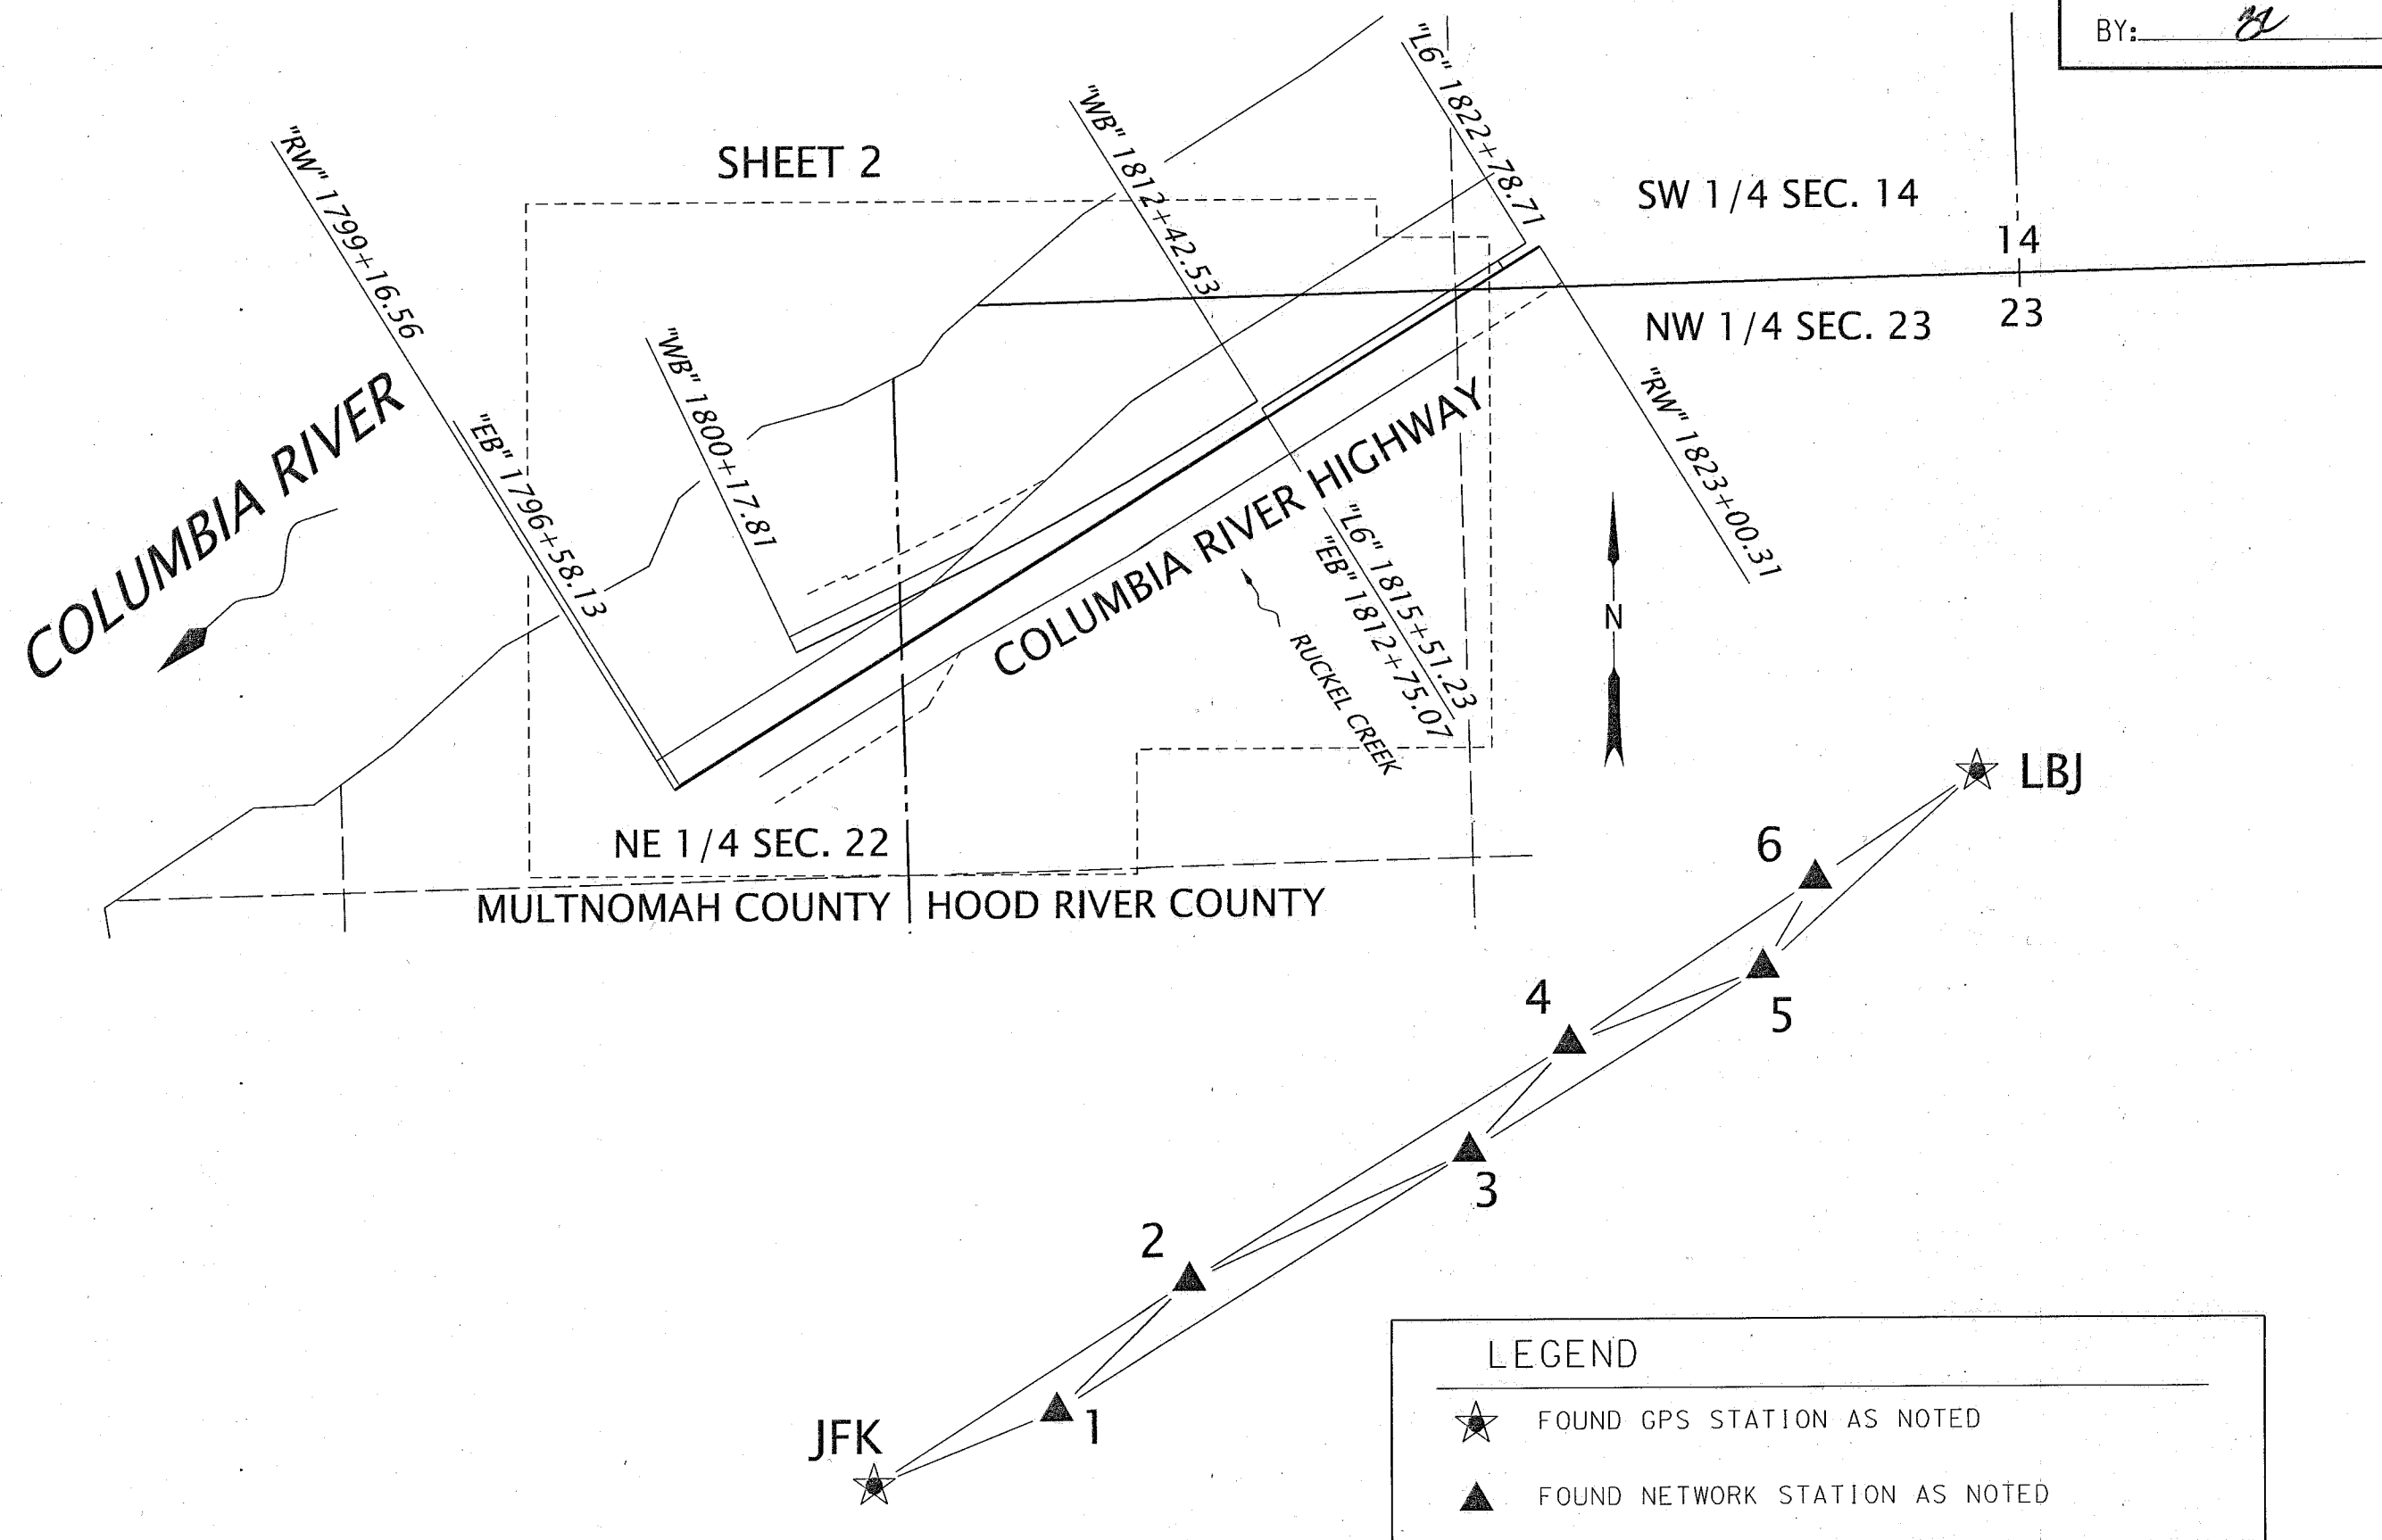 BY:
"L6" 1822+78.71
"WB" 1812+42.53
"RW" 1799+16.56
SHEET 2
SW 1/4 SEC. 14
14
23
NW 1/4 SEC. 23
"WB" 1800+17.81
"RW" 1823+00.31
COLUMBIA RIVER
"EB" 1796+58.13
COLUMBIA RIVER HIGHWAY
"L6" 1815+51.23
"EB" 1812+75.07
RUCKEL CREEK
N
NE 1/4 SEC. 22
MULTNOMAH COUNTY
HOOD RIVER COUNTY
LBJ
6
5
4
3
2
1
JFK
LEGEND
FOUND GPS STATION AS NOTED
FOUND NETWORK STATION AS NOTED